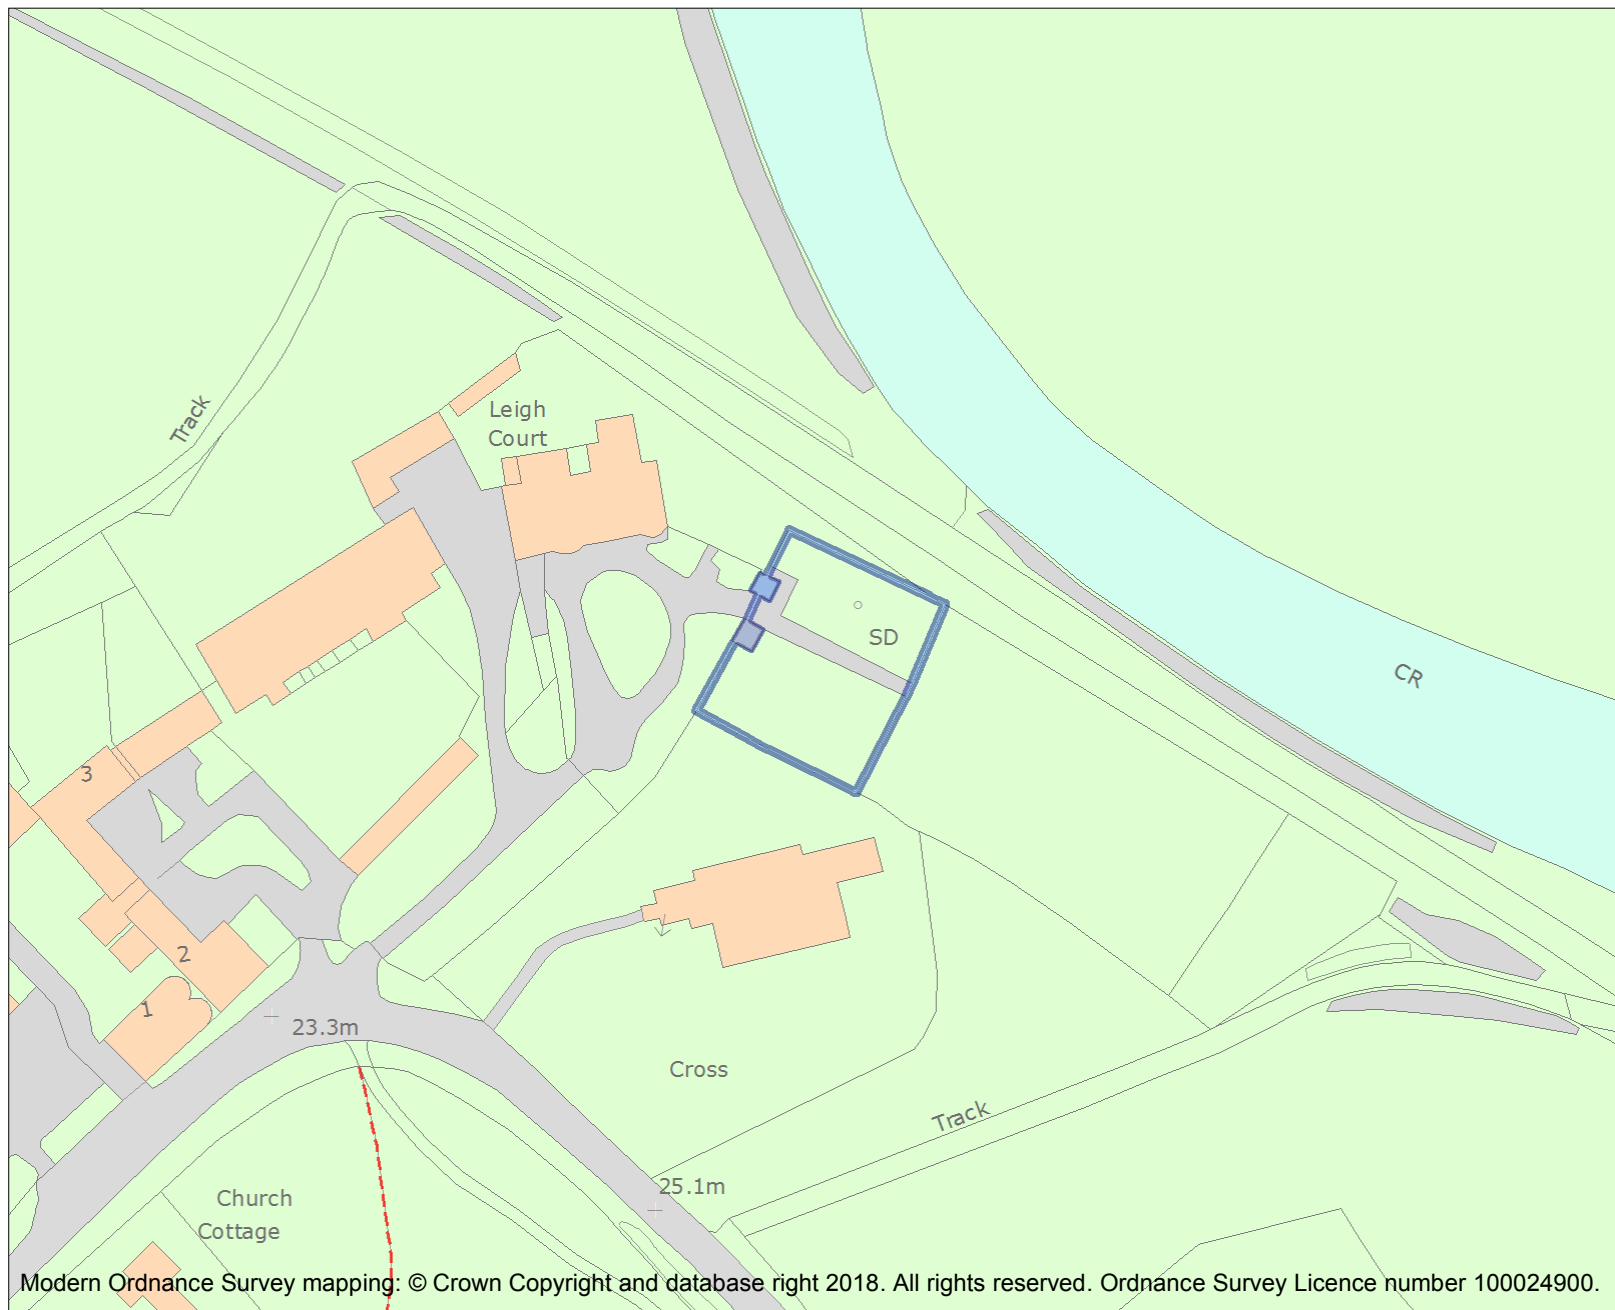 Track
Leigh
Court
SD
CR
3
2
1
23.3m
Cross
Track
25.1m
Church
Cottage
Modern Ordnance Survey mapping: © Crown Copyright and database right 2018. All rights reserved. Ordnance Survey Licence number 100024900.